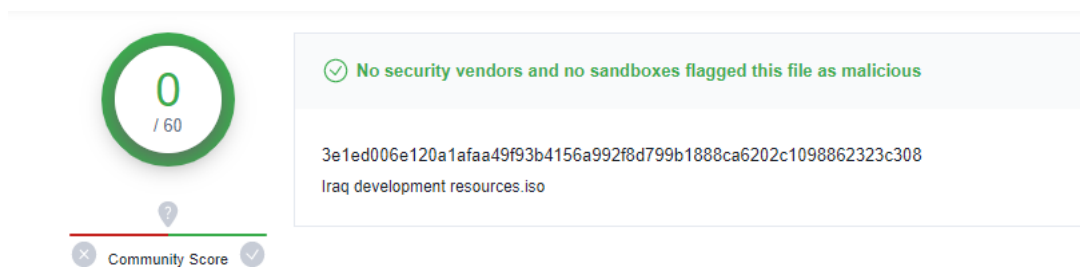 0
/ 60
?
Community Score
No security vendors and no sandboxes flagged this file as malicious
3e1ed006e120a1afaa49f93b4156a992f8d799b1888ca6202c1098862323c308
Iraq development resources.iso